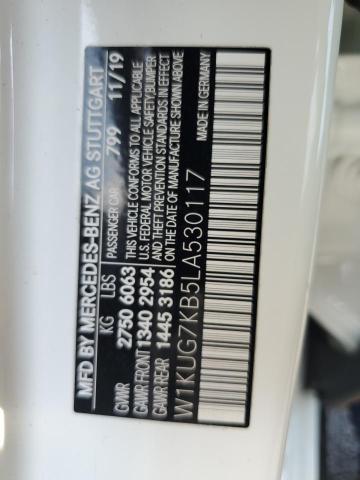 MFD BY MERCEDES-BENZ AG STUTTGART
KG LBS PASSENGER CAR 799 11/19
GVWR 2750 6063 THIS VEHICLE CONFORMS TO ALL APPLICABLE
GAWR FRONT 1340 2954 U.S. FEDERAL MOTOR VEHICLE SAFETY, BUMPER
GAWR REAR 1445 3186 AND THEFT PREVENTION STANDARDS IN EFFECT
ON THE DATE OF MANUFACTURE SHOWN ABOVE.
W1KUG7KB5LA530117 MADE IN GERMANY